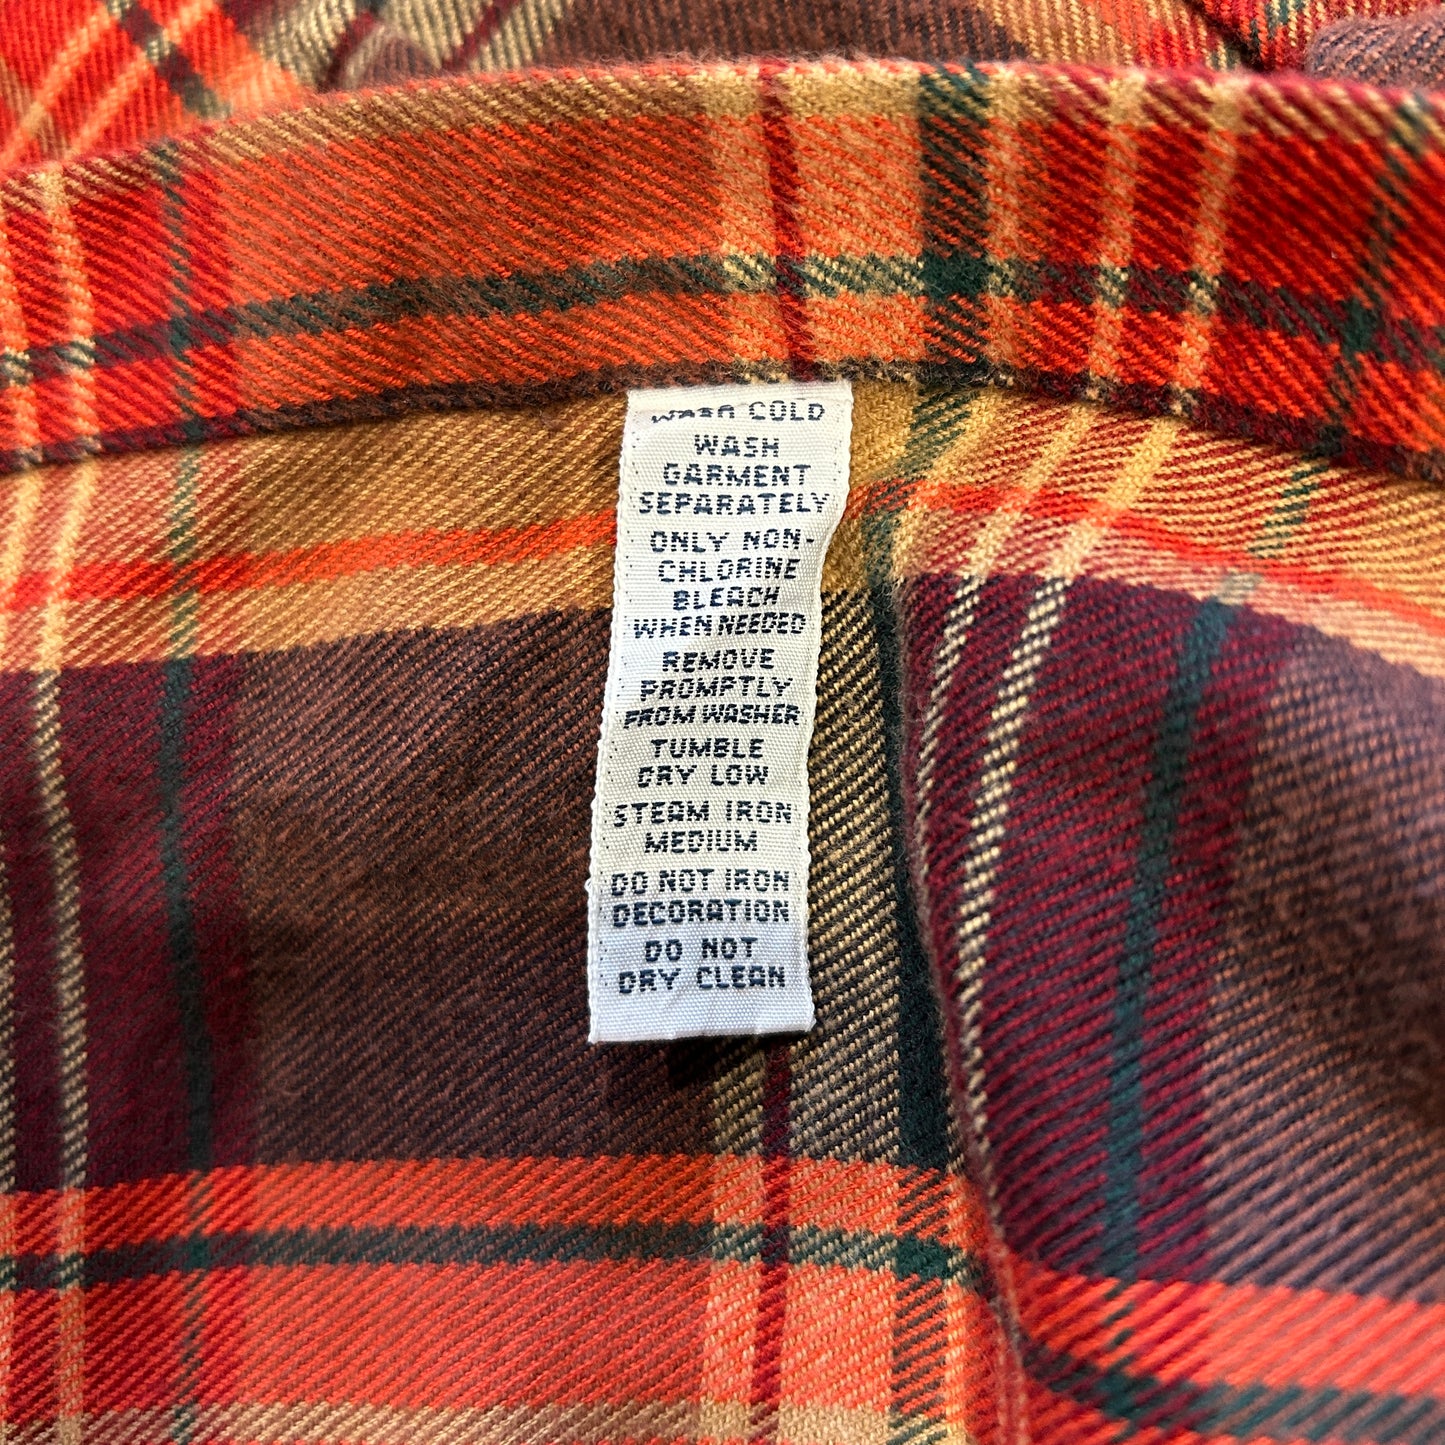 WASH COLD
WASH
GARMENT
SEPARATELY
ONLY NON-
CHLORINE
BLEACH
WHEN NEEDED
REMOVE
PROMPTLY
FROM WASHER
TUMBLE
DRY LOW
STEAM IRON
MEDIUM
DO NOT IRON
DECORATION
DO NOT
DRY CLEAN